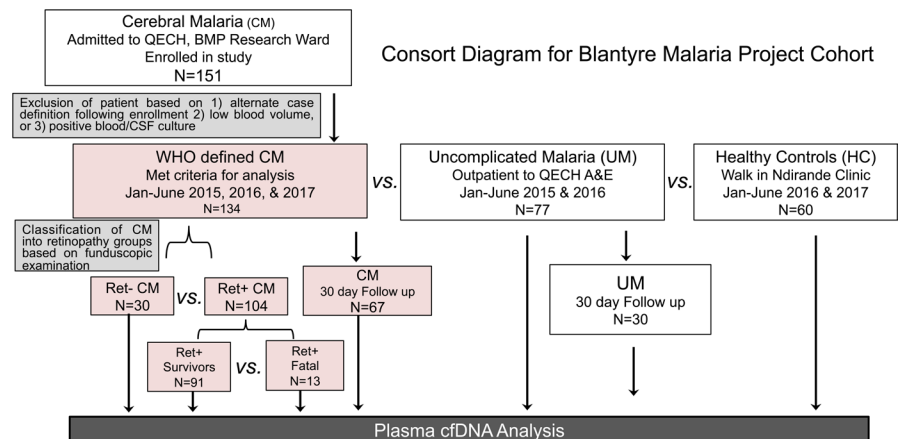 Cerebral Malaria (CM)
Admitted to QECH, BMP Research Ward
Enrolled in study
N=151
Consort Diagram for Blantyre Malaria Project Cohort
Exclusion of patient based on 1) alternate case
definition following enrollment 2) low blood volume,
or 3) positive blood/CSF culture
WHO defined CM
Met criteria for analysis
Jan-June 2015, 2016, & 2017
N=134
vs.
Uncomplicated Malaria (UM)
Outpatient to QECH A&E
Jan-June 2015 & 2016
N=77
vs.
Healthy Controls (HC)
Walk in Ndirande Clinic
Jan-June 2016 & 2017
N=60
Classification of CM
into retinopathy groups
based on funduscopic
examination
Ret- CM
N=30
vs.
Ret+ CM
N=104
CM
30 day Follow up
N=67
UM
30 day Follow up
N=30
Ret+
Survivors
N=91
vs.
Ret+
Fatal
N=13
Plasma cfDNA Analysis